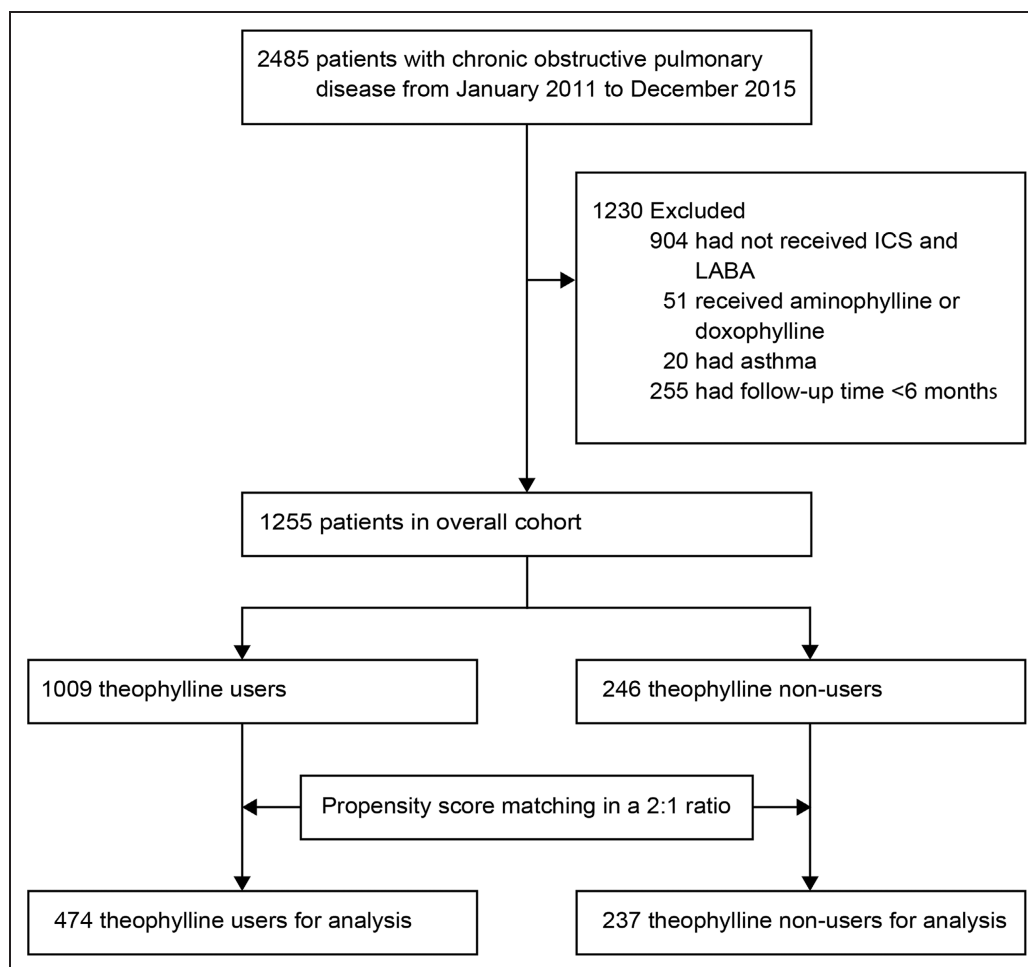 2485 patients with chronic obstructive pulmonary
disease from January 2011 to December 2015
1230 Excluded
904 had not received ICS and
LABA
51 received aminophylline or
doxophylline
20 had asthma
255 had follow-up time <6 months
1255 patients in overall cohort
1009 theophylline users
246 theophylline non-users
Propensity score matching in a 2:1 ratio
474 theophylline users for analysis
237 theophylline non-users for analysis